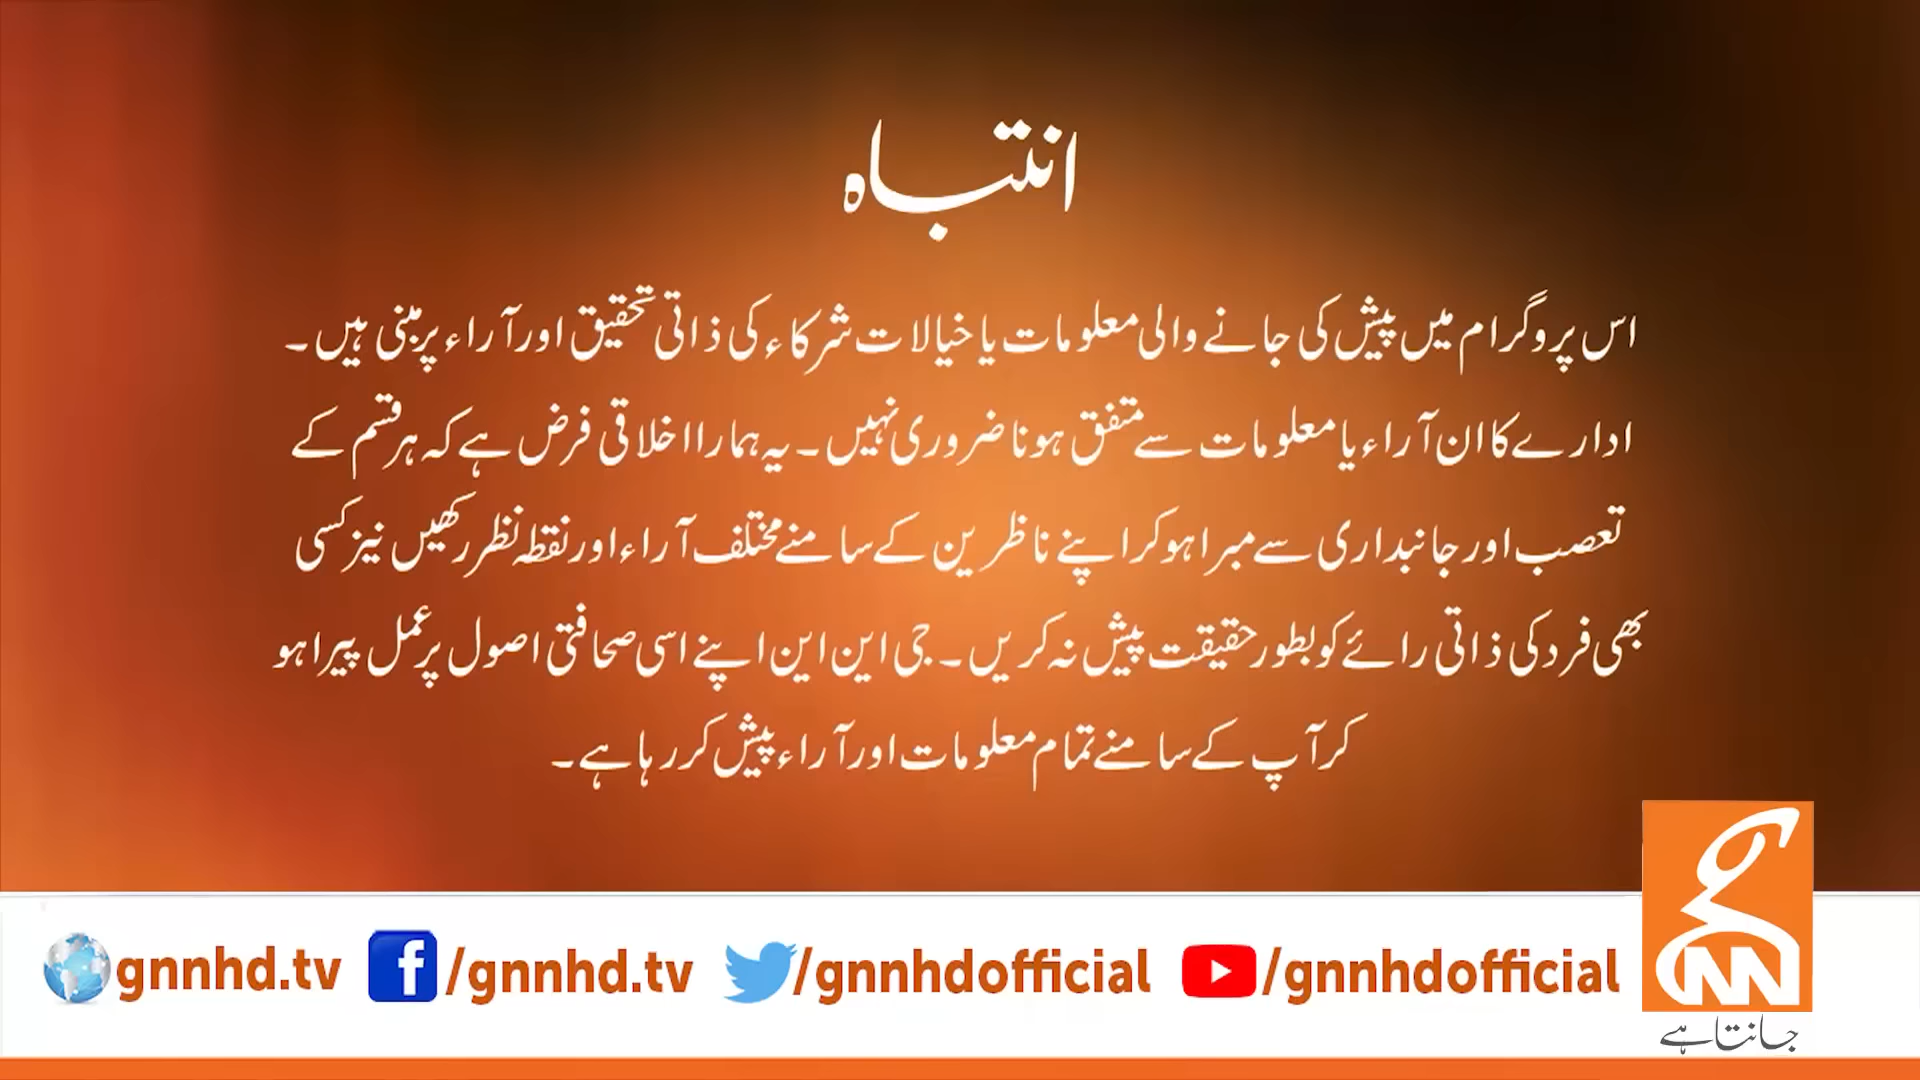 انتباہ
اس پروگرام میں پیش کی جانے والی معلومات یا خیالات شرکاء کی ذاتی تحقیق اور آراء پر مبنی ہیں۔
ادارے کا ان آراء یا معلومات سے متفق ہونا ضروری نہیں۔ یہ ہمارا اخلاقی فرض ہے کہ ہر قسم کے
تعصب اور جانبداری سے مبرا ہو کر اپنے ناظرین کے سامنے مختلف آراء اور نقطہ نظر رکھیں نیز کسی
بھی فرد کی ذاتی رائے کو بطور حقیقت پیش نہ کریں۔ جی این این اپنے اسی صحافتی اصول پر عمل پیرا ہو
کر آپ کے سامنے تمام معلومات اور آراء پیش کر رہا ہے۔
gnnhd.tv /gnnhd.tv /gnnhdofficial /gnnhdofficial
GNN
جانتا ہے